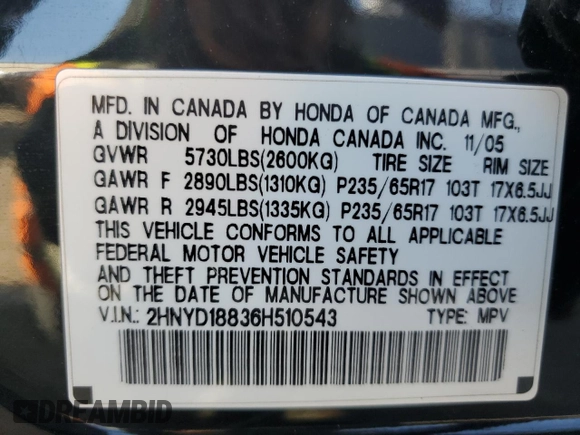 MFD. IN CANADA BY HONDA OF CANADA MFG.,
A DIVISION OF HONDA CANADA INC. 11/05
GVWR 5730LBS(2600KG) TIRE SIZE RIM SIZE
GAWR F 2890LBS(1310KG) P235/65R17 103T 17X6.5JJ
GAWR R 2945LBS(1335KG) P235/65R17 103T 17X6.5JJ
THIS VEHICLE CONFORMS TO ALL APPLICABLE
FEDERAL MOTOR VEHICLE SAFETY
AND THEFT PREVENTION STANDARDS IN EFFECT
ON THE DATE OF MANUFACTURE SHOWN ABOVE
V.I.N.: 2HNYD18836H510543 TYPE: MPV
DREAMBID